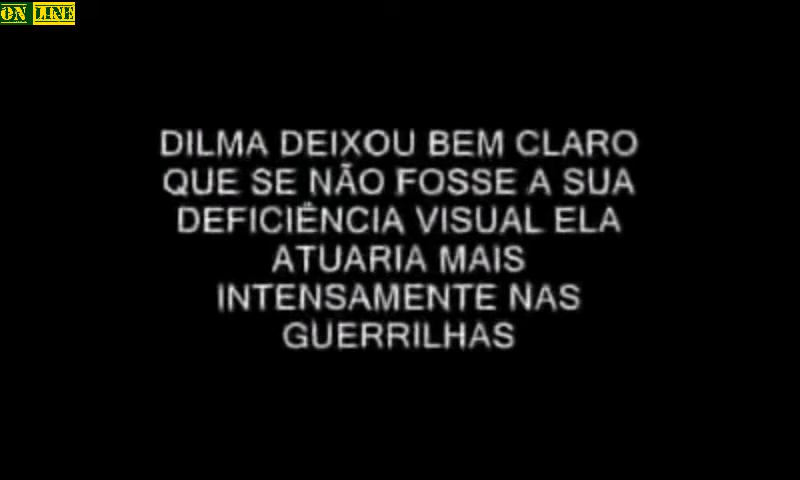 ON LINE
DILMA DEIXOU BEM CLARO
QUE SE NÃO FOSSE A SUA
DEFICIÊNCIA VISUAL ELA
ATUARIA MAIS
INTENSAMENTE NAS
GUERRILHAS